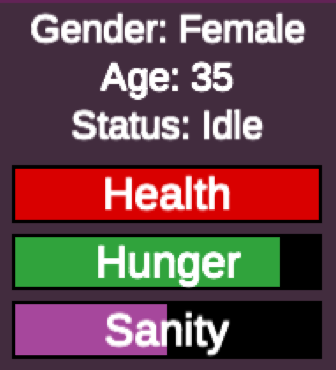 Gender: Female
Age: 35
Status: Idle
Health
Hunger
Sanity